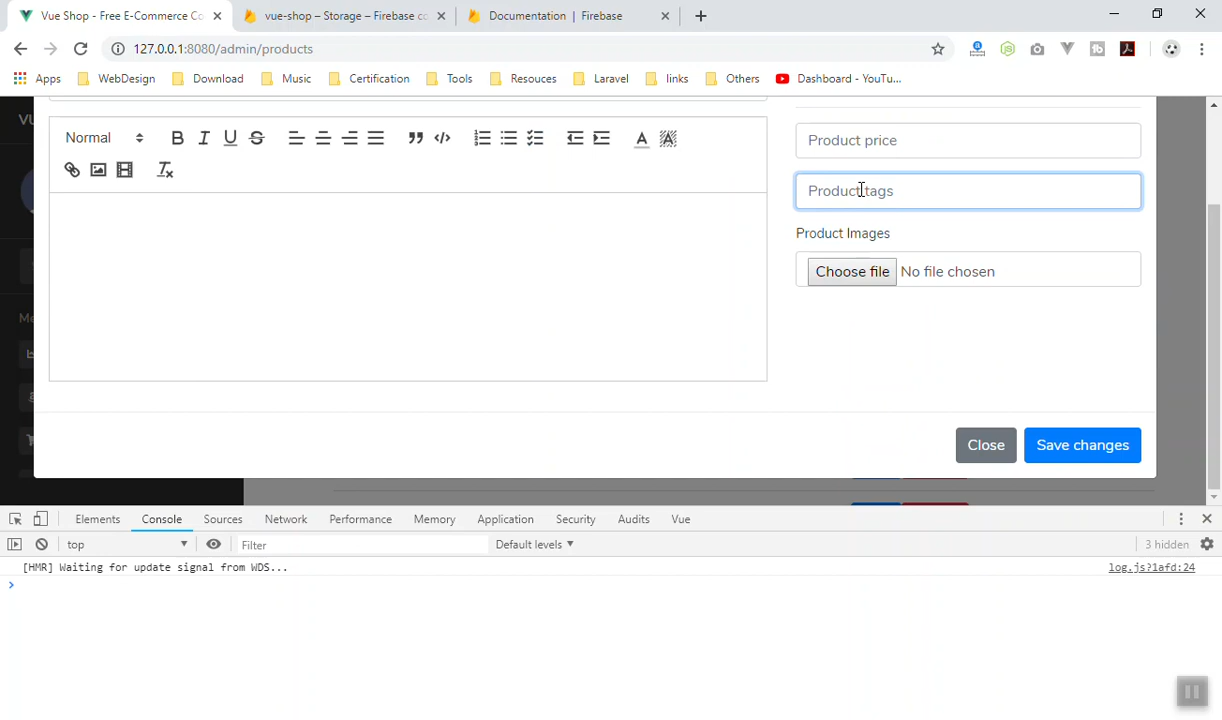 Vue Shop - Free E-Commerce Co
vue-shop – Storage – Firebase co
Documentation | Firebase
127.0.0.1:8080/admin/products
Apps
WebDesign
Download
Music
Certification
Tools
Resouces
Laravel
links
Others
Dashboard - YouTu...
VU
Normal
Product price
Product tags
Product Images
Choose file No file chosen
Me
Close
Save changes
Elements
Console
Sources
Network
Performance
Memory
Application
Security
Audits
Vue
top
Filter
Default levels
3 hidden
[HMR] Waiting for update signal from WDS...
log.js?1afd:24